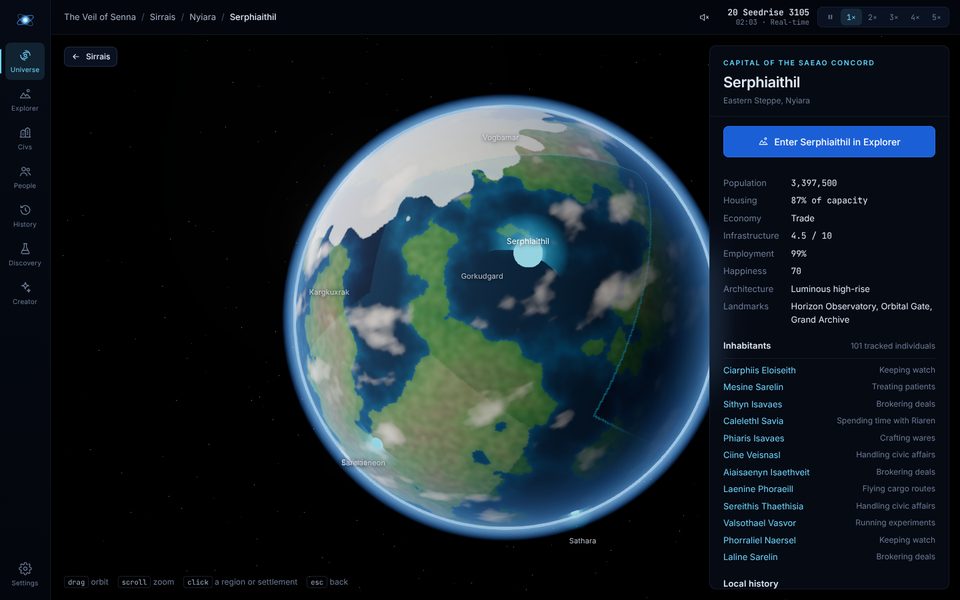 The Veil of Senna / Sirrais / Nyiara / Serphiaithil
20 Seedrise 3105
02:03 · Real-time
1× 2× 3× 4× 5×
Universe
Explorer
Civs
People
History
Discovery
Creator
Settings
← Sirrais
Yogbamar
Serphiaithil
Gorkudgard
Kargkuxrak
Sathara
drag orbit scroll zoom click a region or settlement esc back
CAPITAL OF THE SAEAO CONCORD
Serphiaithil
Eastern Steppe, Nyiara
Enter Serphiaithil in Explorer
Population 3,397,500
Housing 87% of capacity
Economy Trade
Infrastructure 4.5 / 10
Employment 99%
Happiness 70
Architecture Luminous high-rise
Landmarks Horizon Observatory, Orbital Gate,
Grand Archive
Inhabitants 101 tracked individuals
Ciarphiis Eloiseith Keeping watch
Mesine Sarelin Treating patients
Sithyn Isavaes Brokering deals
Calelethl Savia Spending time with Riaren
Phiaris Isavaes Crafting wares
Ciine Veisnasl Handling civic affairs
Aiaisaenyn Isaethveit Brokering deals
Laenine Phoraeill Flying cargo routes
Sereithis Thaethisia Handling civic affairs
Valsothael Vasvor Running experiments
Phorraliel Naersel Keeping watch
Laline Sarelin Brokering deals
Local history